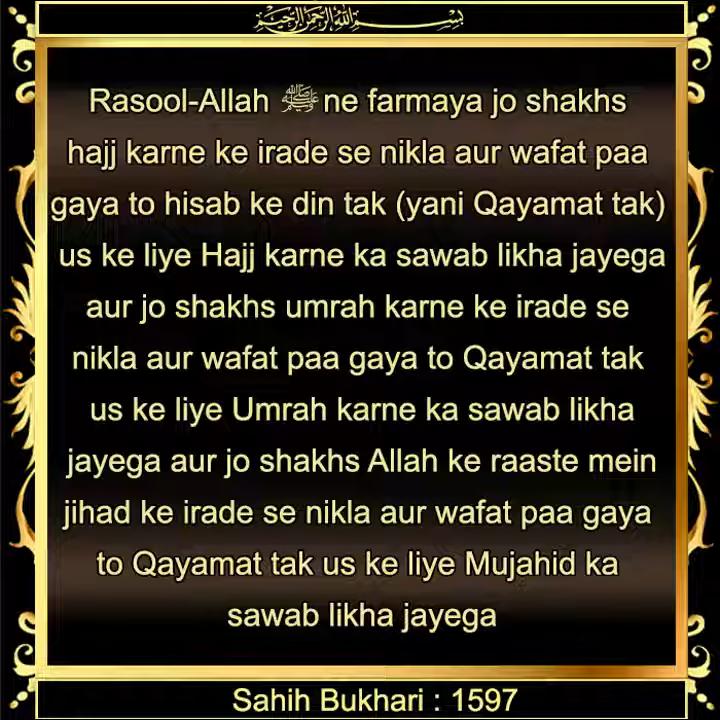 بِسْمِ اللهِ الرَّحْمٰنِ الرَّحِيْمِ
Rasool-Allah ﷺ ne farmaya jo shakhs
hajj karne ke irade se nikla aur wafat paa
gaya to hisab ke din tak (yani Qayamat tak)
us ke liye Hajj karne ka sawab likha jayega
aur jo shakhs umrah karne ke irade se
nikla aur wafat paa gaya to Qayamat tak
us ke liye Umrah karne ka sawab likha
jayega aur jo shakhs Allah ke raaste mein
jihad ke irade se nikla aur wafat paa gaya
to Qayamat tak us ke liye Mujahid ka
sawab likha jayega
Sahih Bukhari : 1597